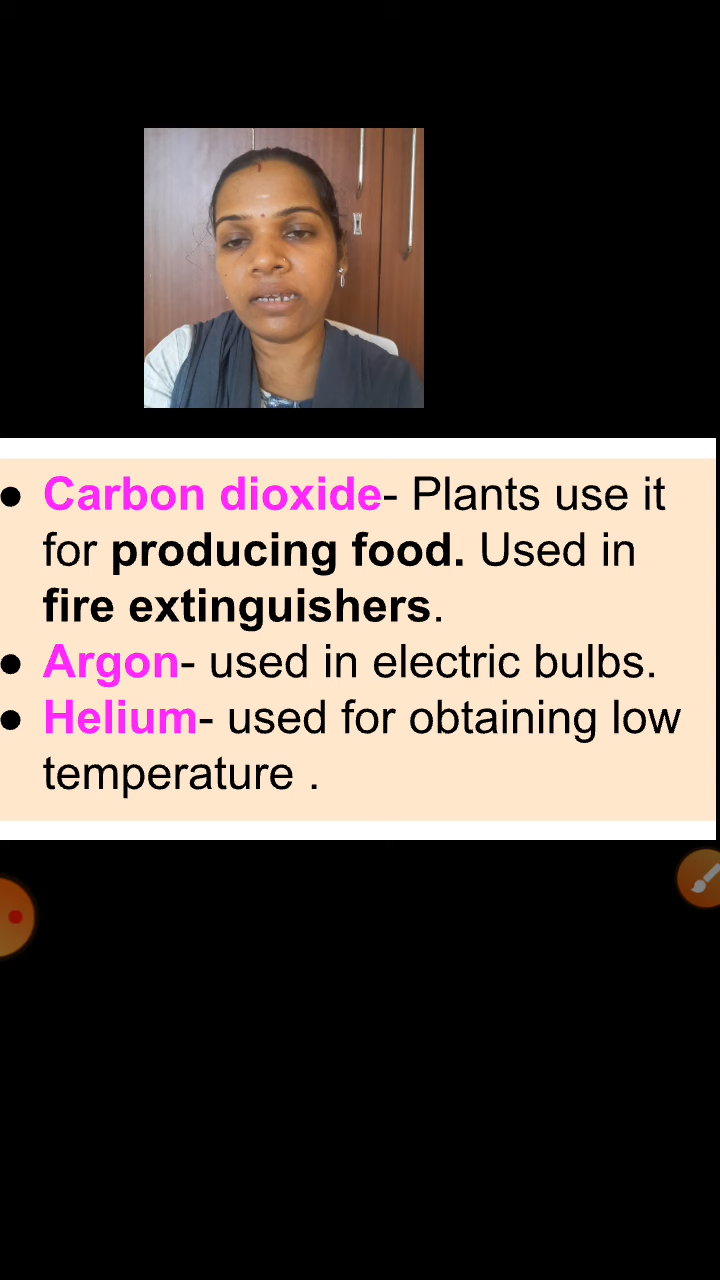 ● Carbon dioxide- Plants use it
for producing food. Used in
fire extinguishers.
● Argon- used in electric bulbs.
● Helium- used for obtaining low
temperature .